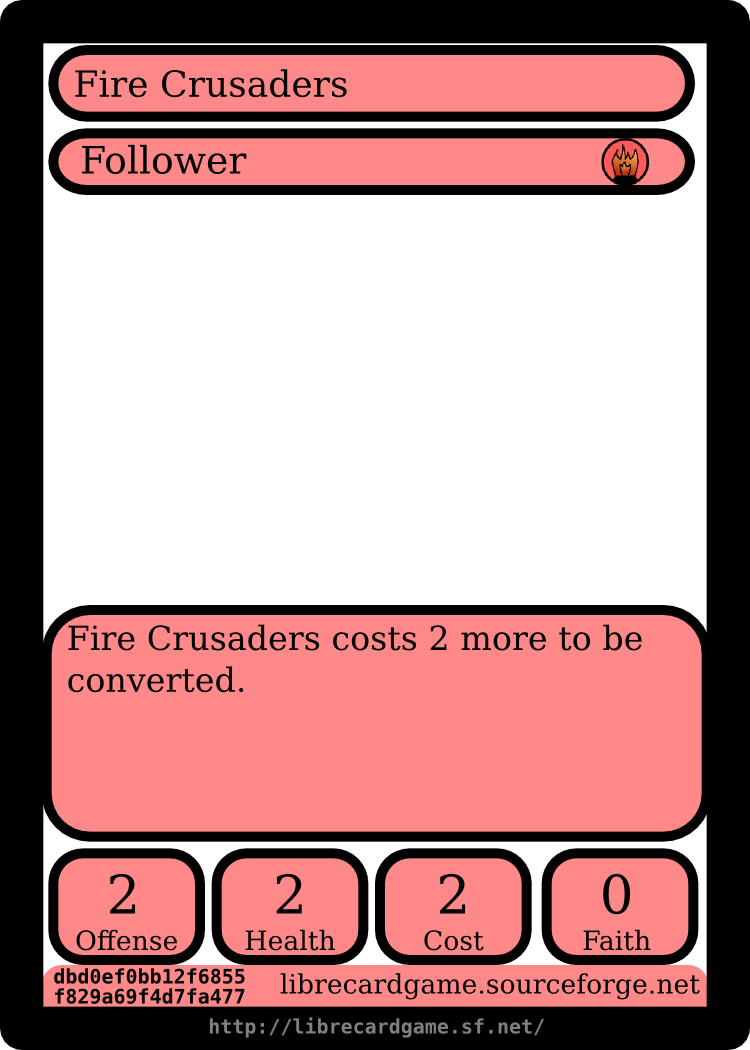 Fire Crusaders
Follower
Fire Crusaders costs 2 more to be
converted.
2 2 2 0
Offense Health Cost Faith
dbd0ef0bb12f6855
f829a69f4d7fa477
librecardgame.sourceforge.net
http://librecardgame.sf.net/